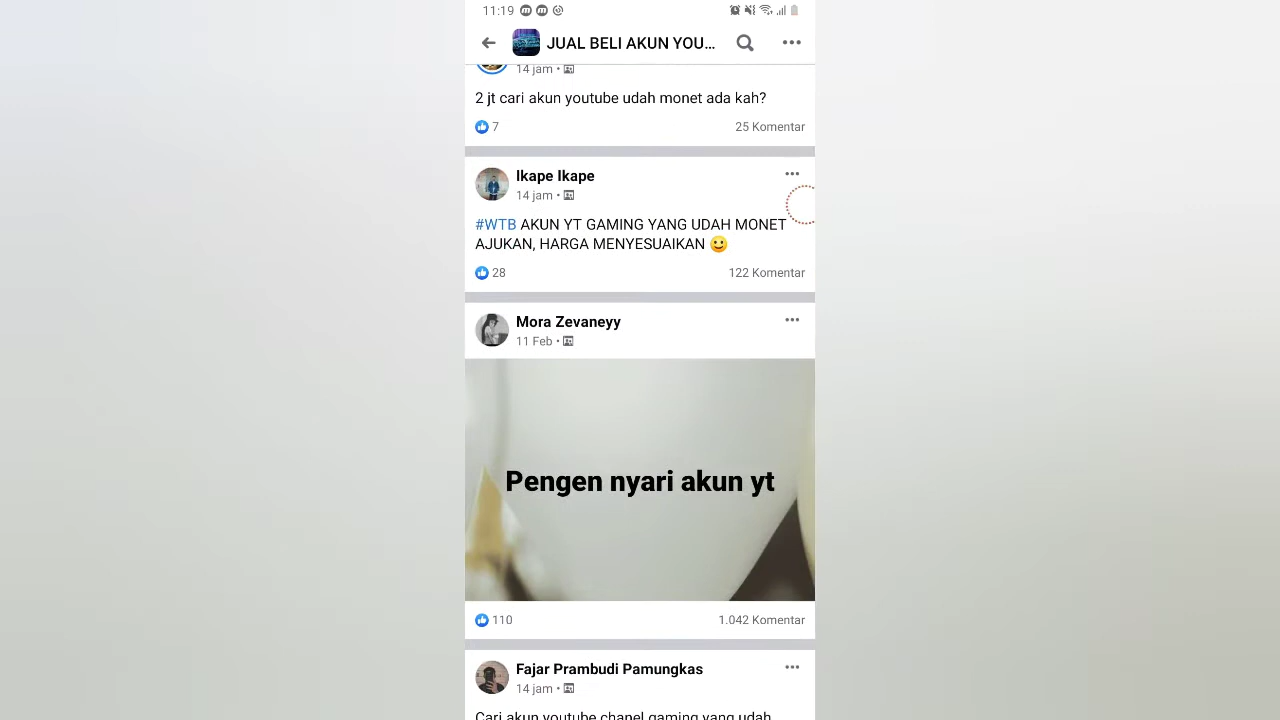 11:19
JUAL BELI AKUN YOU...
14 jam
2 jt cari akun youtube udah monet ada kah?
7
25 Komentar
Ikape Ikape
14 jam
#WTB AKUN YT GAMING YANG UDAH MONET
AJUKAN, HARGA MENYESUAIKAN 😀
28
122 Komentar
Mora Zevaneyy
11 Feb
Pengen nyari akun yt
110
1.042 Komentar
Fajar Prambudi Pamungkas
14 jam
Cari akun youtube chanel gaming yang udah